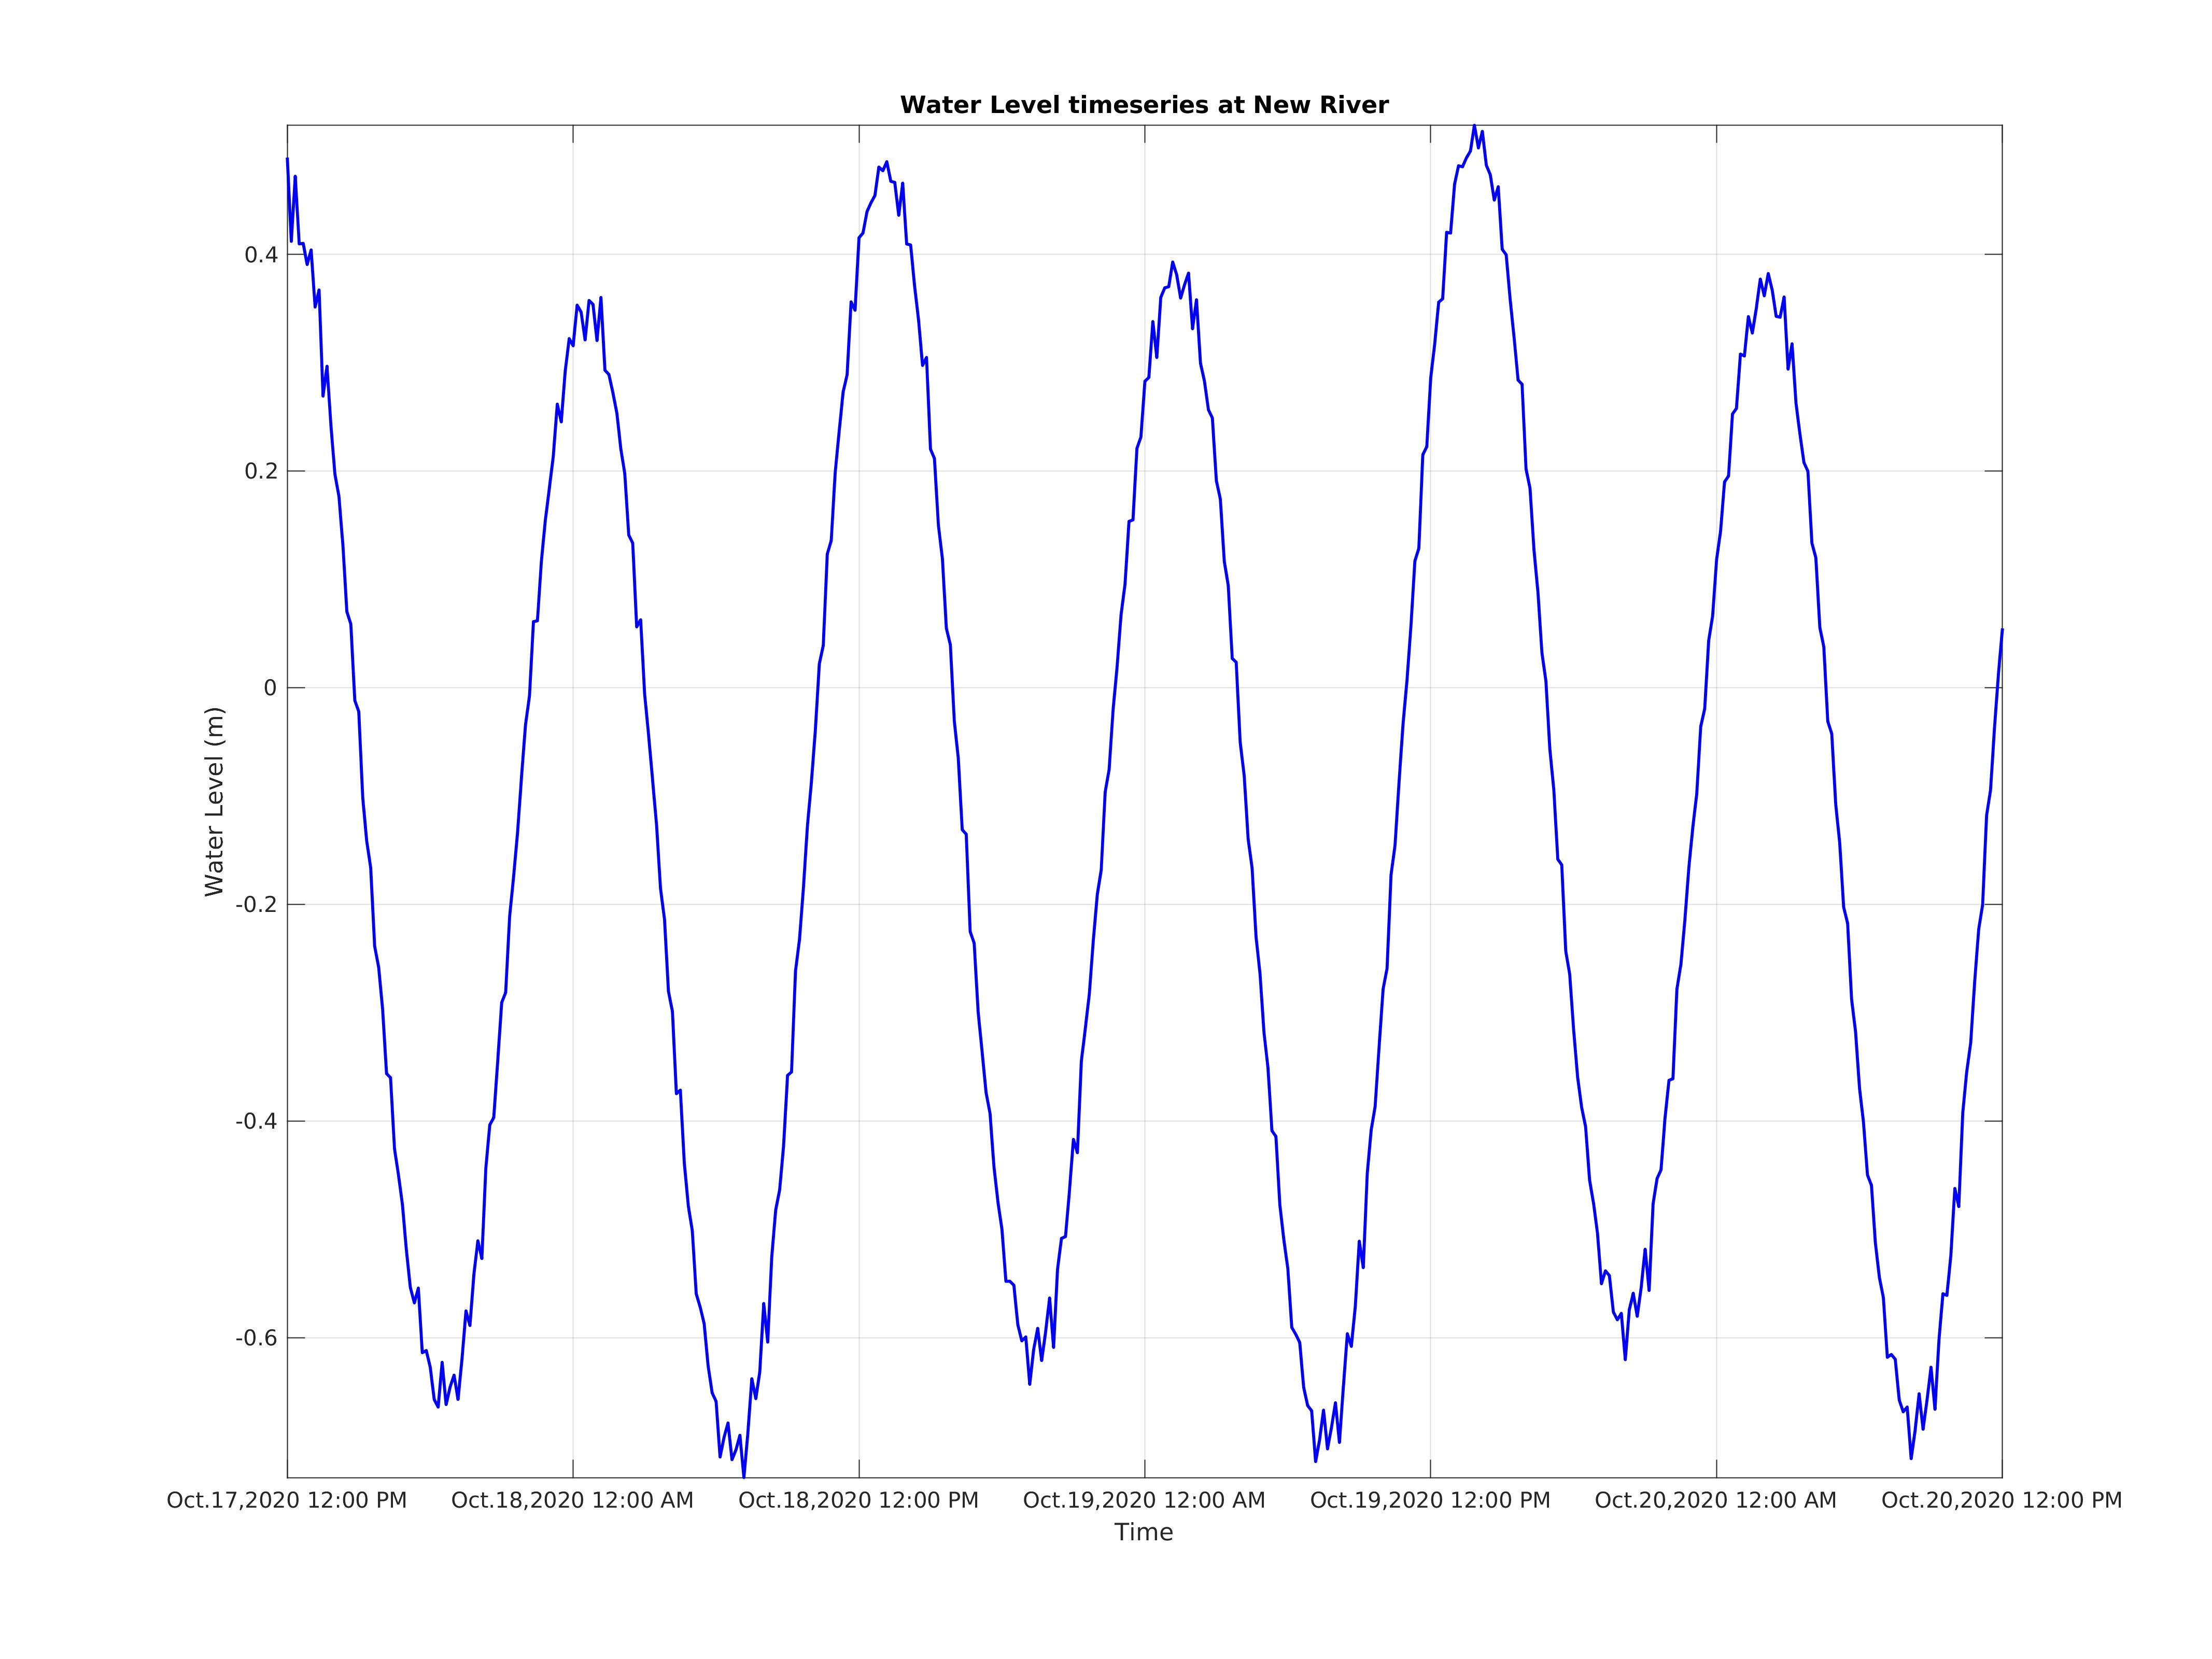 Water Level timeseries at New River
0.4
0.2
0
-0.2
-0.4
-0.6
Water Level (m)
Oct.17,2020 12:00 PM Oct.18,2020 12:00 AM Oct.18,2020 12:00 PM Oct.19,2020 12:00 AM Oct.19,2020 12:00 PM Oct.20,2020 12:00 AM Oct.20,2020 12:00 PM
Time